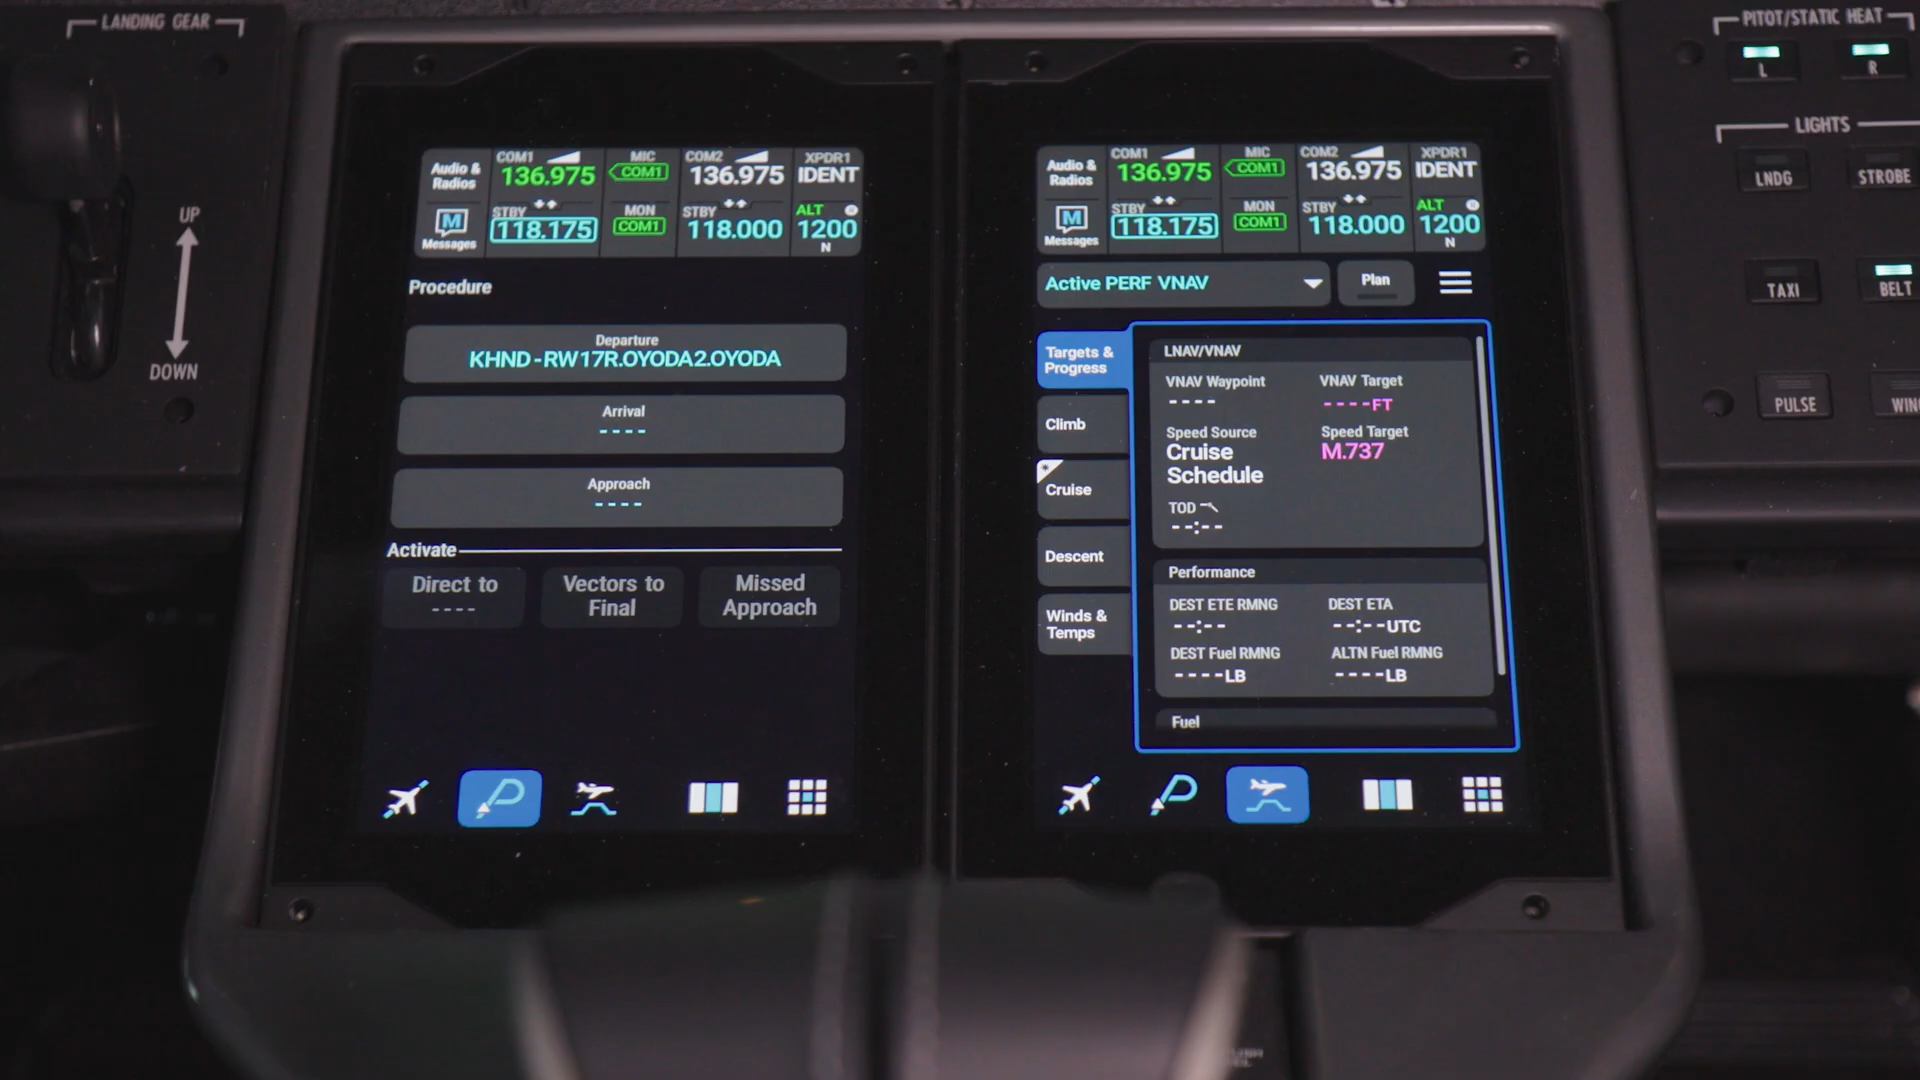 LANDING GEAR
UP
DOWN
Audio & Radios
COM1
136.975
MIC
COM1
COM2
136.975
XPDR1
IDENT
Messages
STBY
118.175
MON
COM1
STBY
118.000
ALT
1200
N
Procedure
Departure
KHND-RW17R.OYODA2.OYODA
Arrival
----
Approach
----
Activate
Direct to
----
Vectors to
Final
Missed
Approach
Audio & Radios
COM1
136.975
MIC
COM1
COM2
136.975
XPDR1
IDENT
Messages
STBY
118.175
MON
COM1
STBY
118.000
ALT
1200
N
Active PERF VNAV
Plan
Targets &
Progress
Climb
Cruise
Descent
Winds &
Temps
LNAV/VNAV
VNAV Waypoint
----
VNAV Target
----FT
Speed Source
Cruise
Schedule
Speed Target
M.737
TOD
--:--
Performance
DEST ETE RMNG
--:--
DEST ETA
--:--UTC
DEST Fuel RMNG
----LB
ALTN Fuel RMNG
----LB
Fuel
PITOT/STATIC HEAT
L
R
LIGHTS
LNDG
STROBE
TAXI
BELT
PULSE